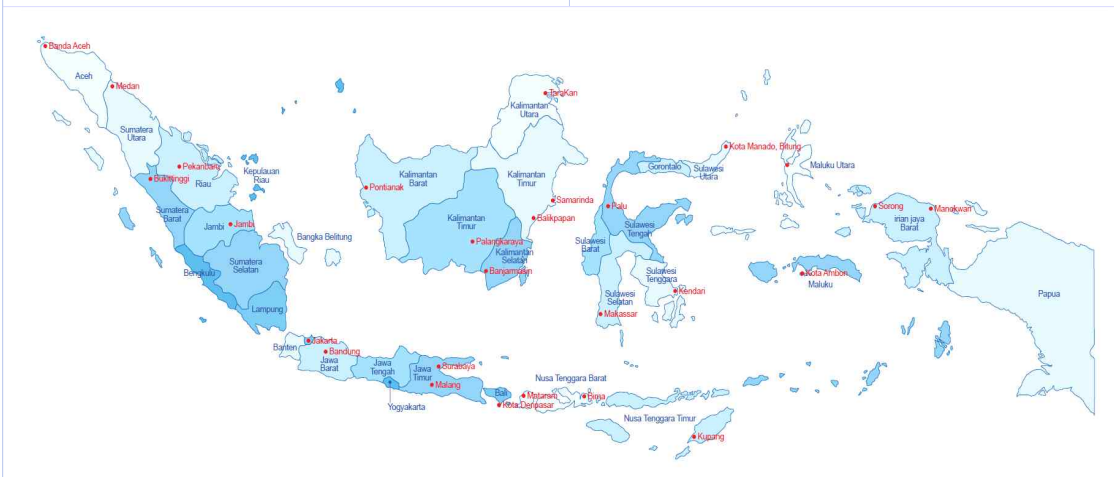 Banda Aceh
Aceh
Medan
Sumatera
Utara
Pekanbaru
Riau
Bukittinggi
Kepulauan
Riau
Sumatera
Barat
Jambi
Jambi
Bangka Belitung
Sumatera
Selatan
Bengkulu
Lampung
TaraKan
Kalimantan
Utara
Kalimantan
Barat
Kalimantan
Timur
Pontianak
Samarinda
Kalimantan
Timur
Balikpapan
Palangkaraya
Kalimantan
Selatan
Banjarmasin
Kota Manado, Bitung
Gorontalo
Sulawesi
Utara
Maluku Utara
Palu
Sulawesi
Tengah
Sulawesi
Barat
Sulawesi
Tenggara
Kendari
Sulawesi
Selatan
Makassar
Sorong
Manokwari
irian jaya
Barat
Kota Ambon
Maluku
Papua
Jakarta
Banten
Bandung
Jawa
Barat
Jawa
Tengah
Jawa
Timur
Surabaya
Malang
Yogyakarta
Bali
Kota Denpasar
Nusa Tenggara Barat
Mataram
Bima
Nusa Tenggara Timur
Kupang